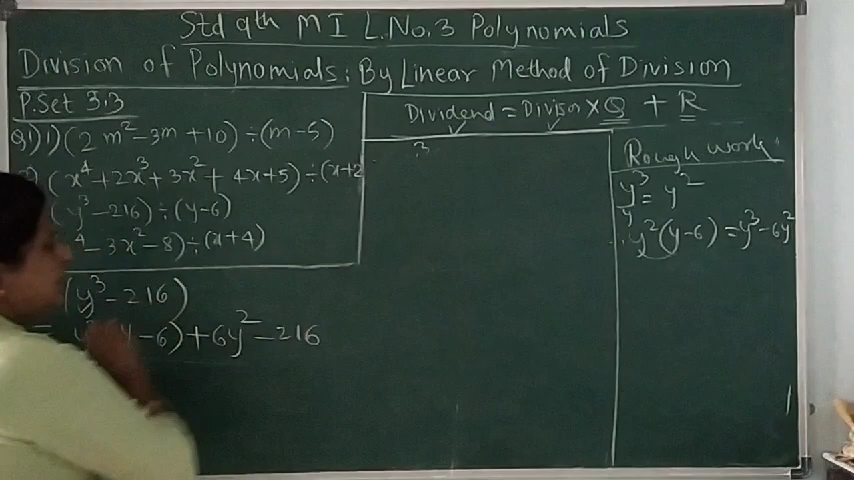 Std 9th M I L.No.3 Polynomials
Division of Polynomials: By Linear Method of Division
P.Set 3.3
Q1) 1) (2m² - 3m + 10) ÷ (m - 5)
) (x⁴ + 2x³ + 3x² + 4x + 5) ÷ (x + 2
( y³ - 216) ÷ (y - 6)
⁴ - 3x² - 8) ÷ (x + 4)
(y³ - 216)
= - 6) + 6y² - 216
Dividend = Divisor × Q + R
Rough work
y³/y = y²
y²(y - 6) = y³ - 6y²